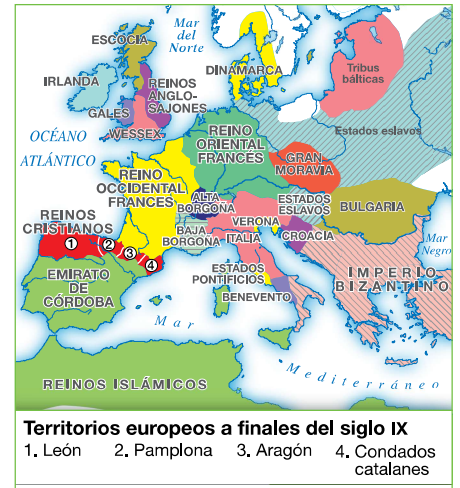 Mar
del
Norte
ESCOCIA
DINAMARCA
Tribus
bálticas
IRLANDA
REINOS
ANGLO-
SAJONES
GALES
WESSEX
OCÉANO
ATLÁNTICO
REINO
ORIENTAL
FRANCÉS
Estados eslavos
GRAN
MORAVIA
REINO
OCCIDENTAL
FRANCÉS
ALTA
BORGOÑA
ESTADOS
ESLAVOS
BULGARIA
REINOS
CRISTIANOS
BAJA
BORGOÑA
VERONA
ITALIA
CROACIA
Mar
Negro
1
2
3
4
EMIRATO
DE
CÓRDOBA
ESTADOS
PONTIFICIOS
BENEVENTO
IMPERIO
BIZANTINO
Mar
Mediterráneo
REINOS ISLÁMICOS
Territorios europeos a finales del siglo IX
1. León 2. Pamplona 3. Aragón 4. Condados
catalanes